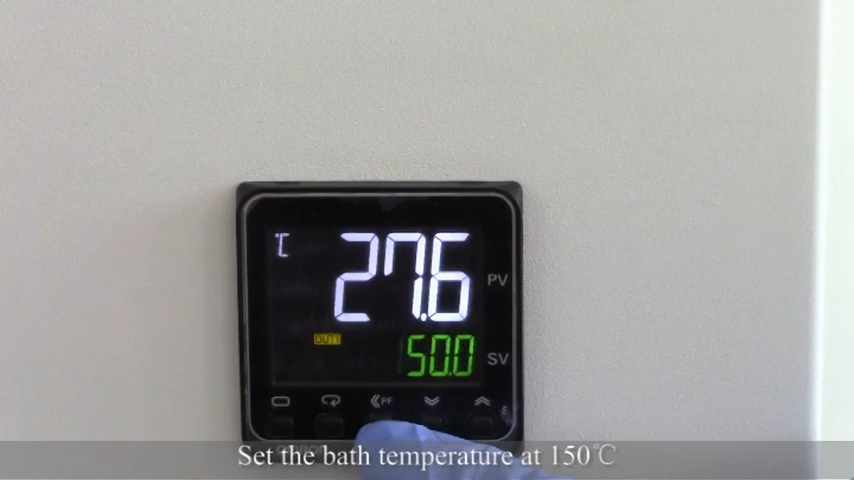 ℃
27.6
PV
OUT1
50.0
SV
PF
Set the bath temperature at 150℃